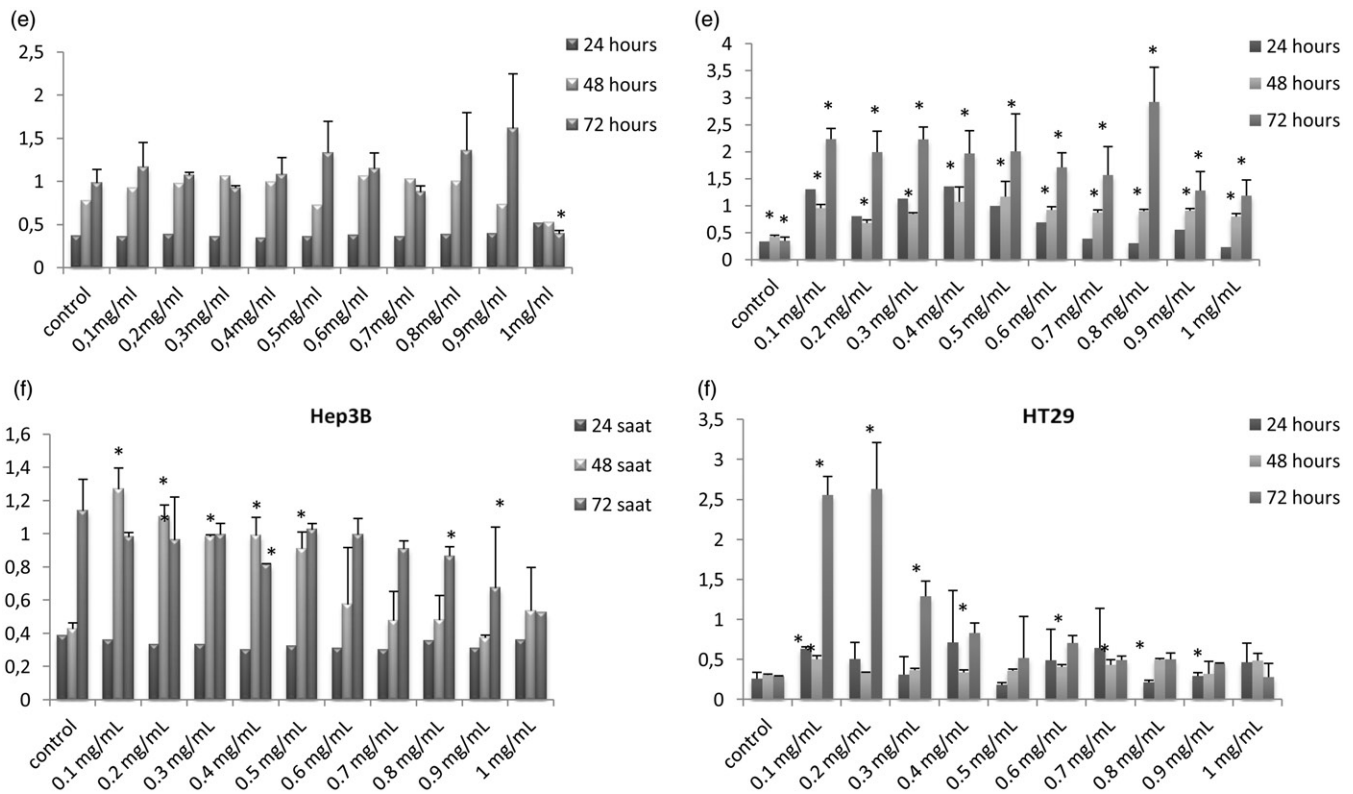 (e)
2,5
2
1,5
1
0,5
0
*
control
0,1mg/ml
0,2mg/ml
0,3mg/ml
0,4mg/ml
0,5mg/ml
0,6mg/ml
0,7mg/ml
0,8mg/ml
0,9mg/ml
1mg/ml
24 hours
48 hours
72 hours
(e)
4
3,5
3
2,5
2
1,5
1
0,5
0
* * * * * * * * * * * * * * * * * * * * * *
control
0.1 mg/mL
0.2 mg/mL
0.3 mg/mL
0.4 mg/mL
0.5 mg/mL
0.6 mg/mL
0.7 mg/mL
0.8 mg/mL
0.9 mg/mL
1 mg/mL
24 hours
48 hours
72 hours
(f)
Hep3B
1,6
1,4
1,2
1
0,8
0,6
0,4
0,2
0
* * * * * * * * *
control
0.1 mg/mL
0.2 mg/mL
0.3 mg/mL
0.4 mg/mL
0.5 mg/mL
0.6 mg/mL
0.7 mg/mL
0.8 mg/mL
0.9 mg/mL
1 mg/mL
24 saat
48 saat
72 saat
(f)
HT29
3,5
3
2,5
2
1,5
1
0,5
0
* * * * * * * * * *
control
0.1 mg/mL
0.2 mg/mL
0.3 mg/mL
0.4 mg/mL
0.5 mg/mL
0.6 mg/mL
0.7 mg/mL
0.8 mg/mL
0.9 mg/mL
1 mg/mL
24 hours
48 hours
72 hours